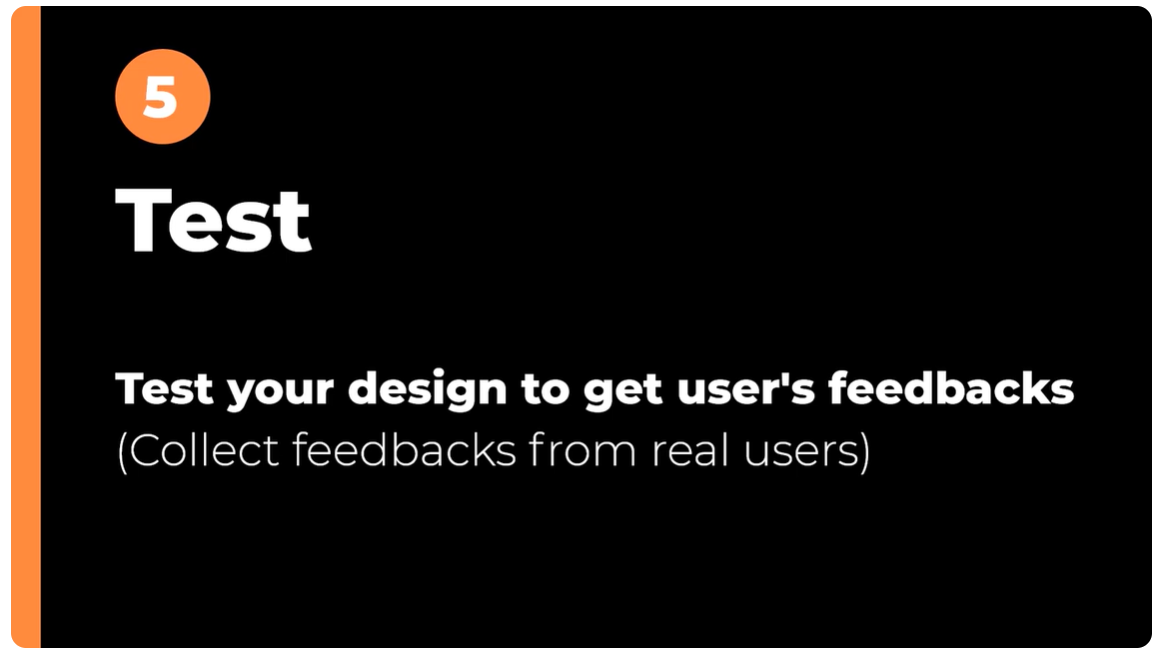 5
Test
Test your design to get user's feedbacks
(Collect feedbacks from real users)